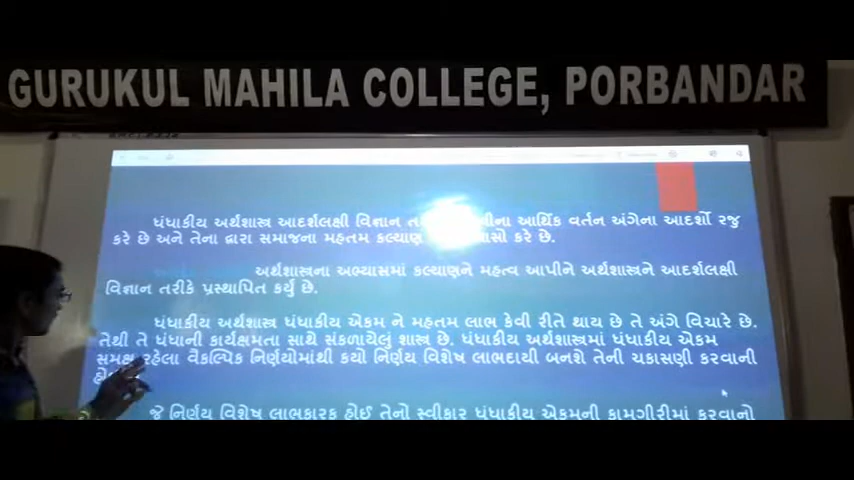 GURUKUL MAHILA COLLEGE, PORBANDAR
ધંધાકીય અર્થશાસ્ત્ર આદર્શલક્ષી વિજ્ઞાન આર્થિક વર્તન અંગેના આદર્શો રજુ
કરે છે અને તેના દ્વારા સમાજના મહતમ કલ્યાણ કરે છે.
અર્થશાસ્ત્રના અભ્યાસમાં કલ્યાણને મહત્વ આપીને અર્થશાસ્ત્રને આદર્શલક્ષી
વિજ્ઞાન તરીકે પ્રસ્થાપિત કર્યું છે.
ધંધાકીય અર્થશાસ્ત્ર ધંધાકીય એકમ ને મહતમ લાભ કેવી રીતે થાય છે તે અંગે વિચારે છે.
તેથી તે ધંધાની કાર્યક્ષમતા સાથે સંકળાયેલું શાસ્ત્ર છે. ધંધાકીય અર્થશાસ્ત્રમાં ધંધાકીય એકમ
સમક્ષ રહેલા વૈકલ્પિક નિર્ણયોમાંથી કયો નિર્ણય વિશેષ લાભદાયી બનશે તેની ચકાસણી કરવાની
જે નિર્ણય વિશેષ લાભકારક હોઈ તેનો સ્વીકાર ધંધાકીય એકમની કામગીરીમાં કરવાનો